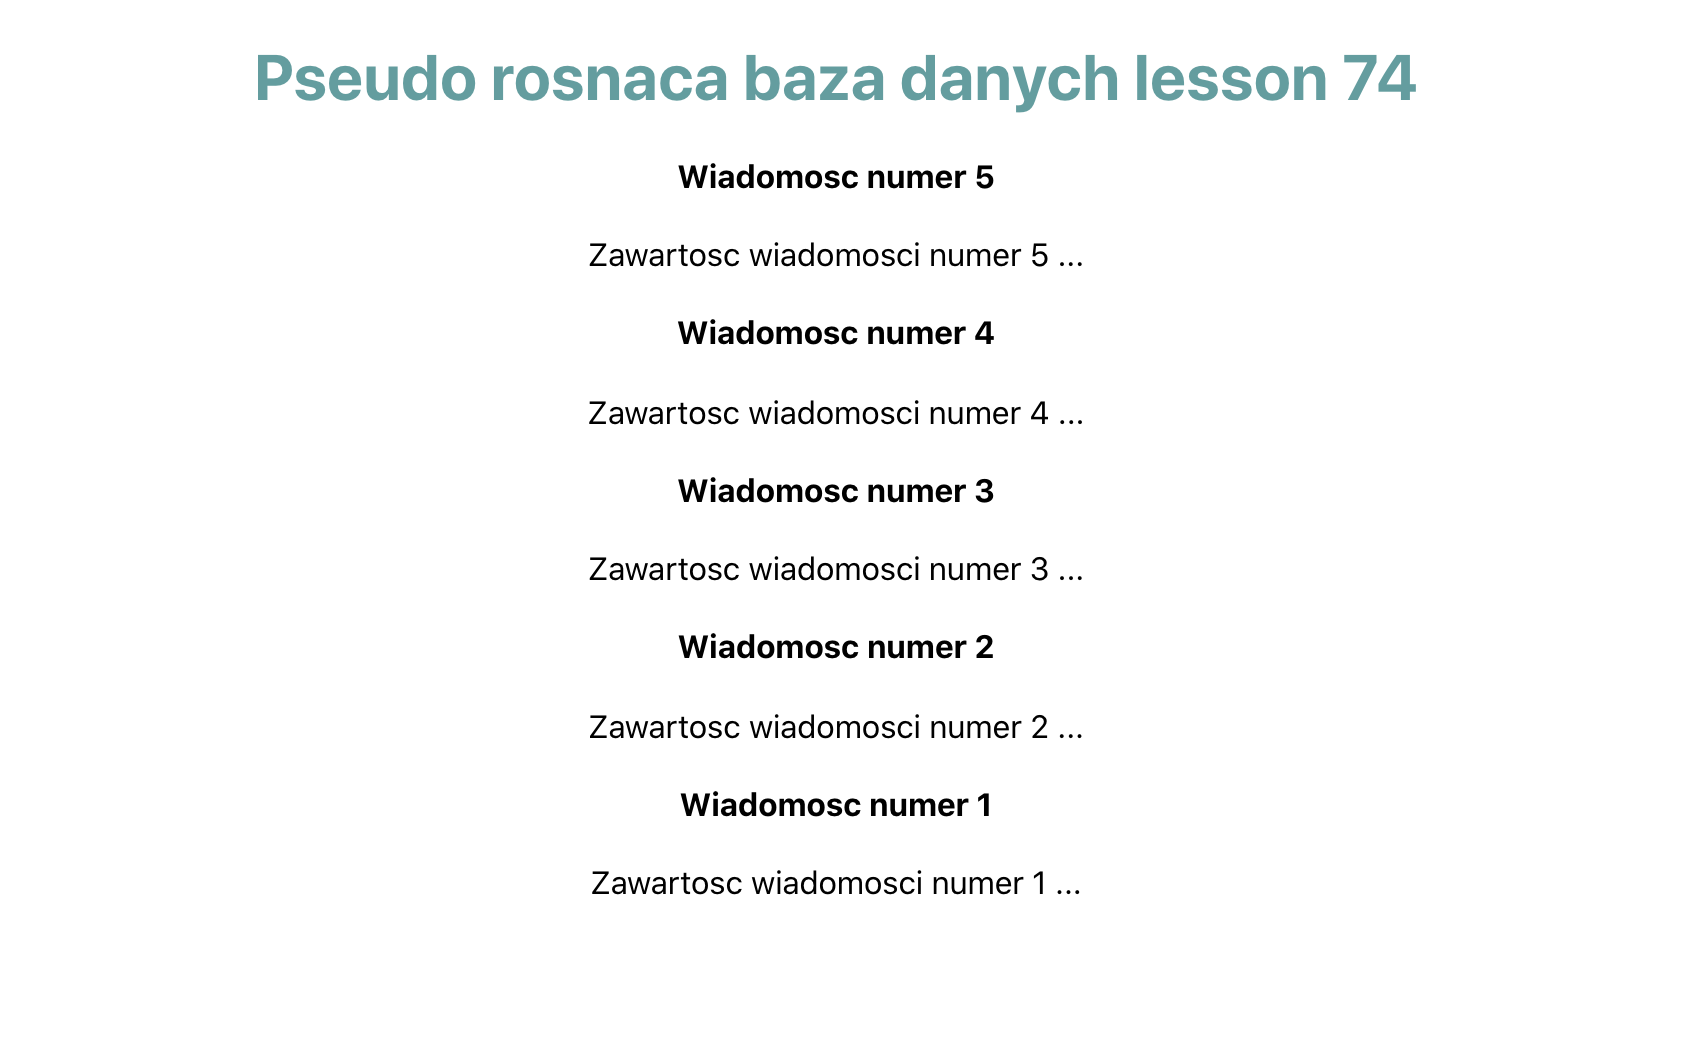 Pseudo rosnaca baza danych lesson 74
Wiadomosc numer 5
Zawartosc wiadomosci numer 5 ...
Wiadomosc numer 4
Zawartosc wiadomosci numer 4 ...
Wiadomosc numer 3
Zawartosc wiadomosci numer 3 ...
Wiadomosc numer 2
Zawartosc wiadomosci numer 2 ...
Wiadomosc numer 1
Zawartosc wiadomosci numer 1 ...